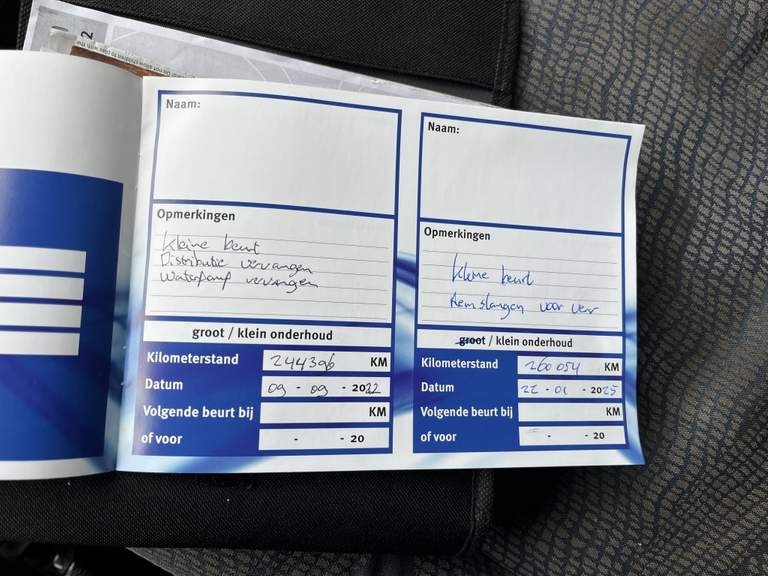 2
Naam:
Opmerkingen
kleine beurt
Distributie vervangen
Waterpomp vervangen
groot / klein onderhoud
Kilometerstand 244396 KM
Datum 09 - 09 - 2022
Volgende beurt bij KM
of voor - - 20
Naam:
Opmerkingen
kleine beurt
Remslangen voor ver
groot / klein onderhoud
Kilometerstand 260054 KM
Datum 22 - 01 - 2025
Volgende beurt bij KM
of voor - - 20